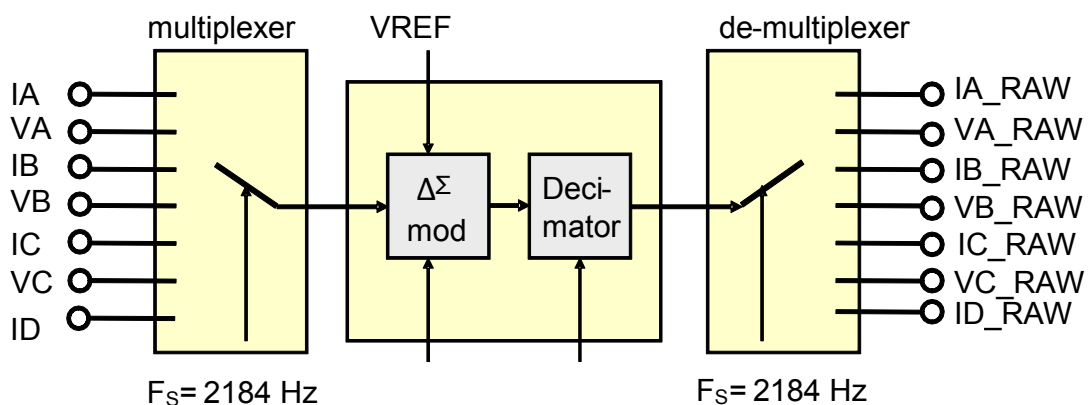 multiplexer
VREF
de-multiplexer
IA
VA
IB
VB
IC
VC
ID
ΔΣ
mod
Deci-
mator
IA_RAW
VA_RAW
IB_RAW
VB_RAW
IC_RAW
VC_RAW
ID_RAW
FS= 2184 Hz
FS= 2184 Hz